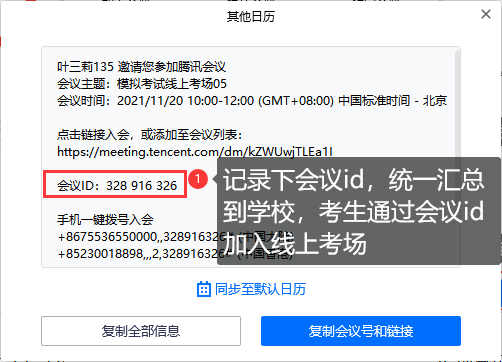 其他日历
叶三莉135 邀请您参加腾讯会议
会议主题：模拟考试线上考场05
会议时间：2021/11/20 10:00-12:00 (GMT+08:00) 中国标准时间 - 北京
点击链接入会，或添加至会议列表：
https://meeting.tencent.com/dm/kZWUwjTLEa1I
会议ID：328 916 326
1
记录下会议id，统一汇总
到学校，考生通过会议id
加入线上考场
手机一键拨号入会
+8675536550000,,328916326# (中国大陆)
+85230018898,,,2,328916326# (中国香港)
同步至默认日历
复制全部信息
复制会议号和链接